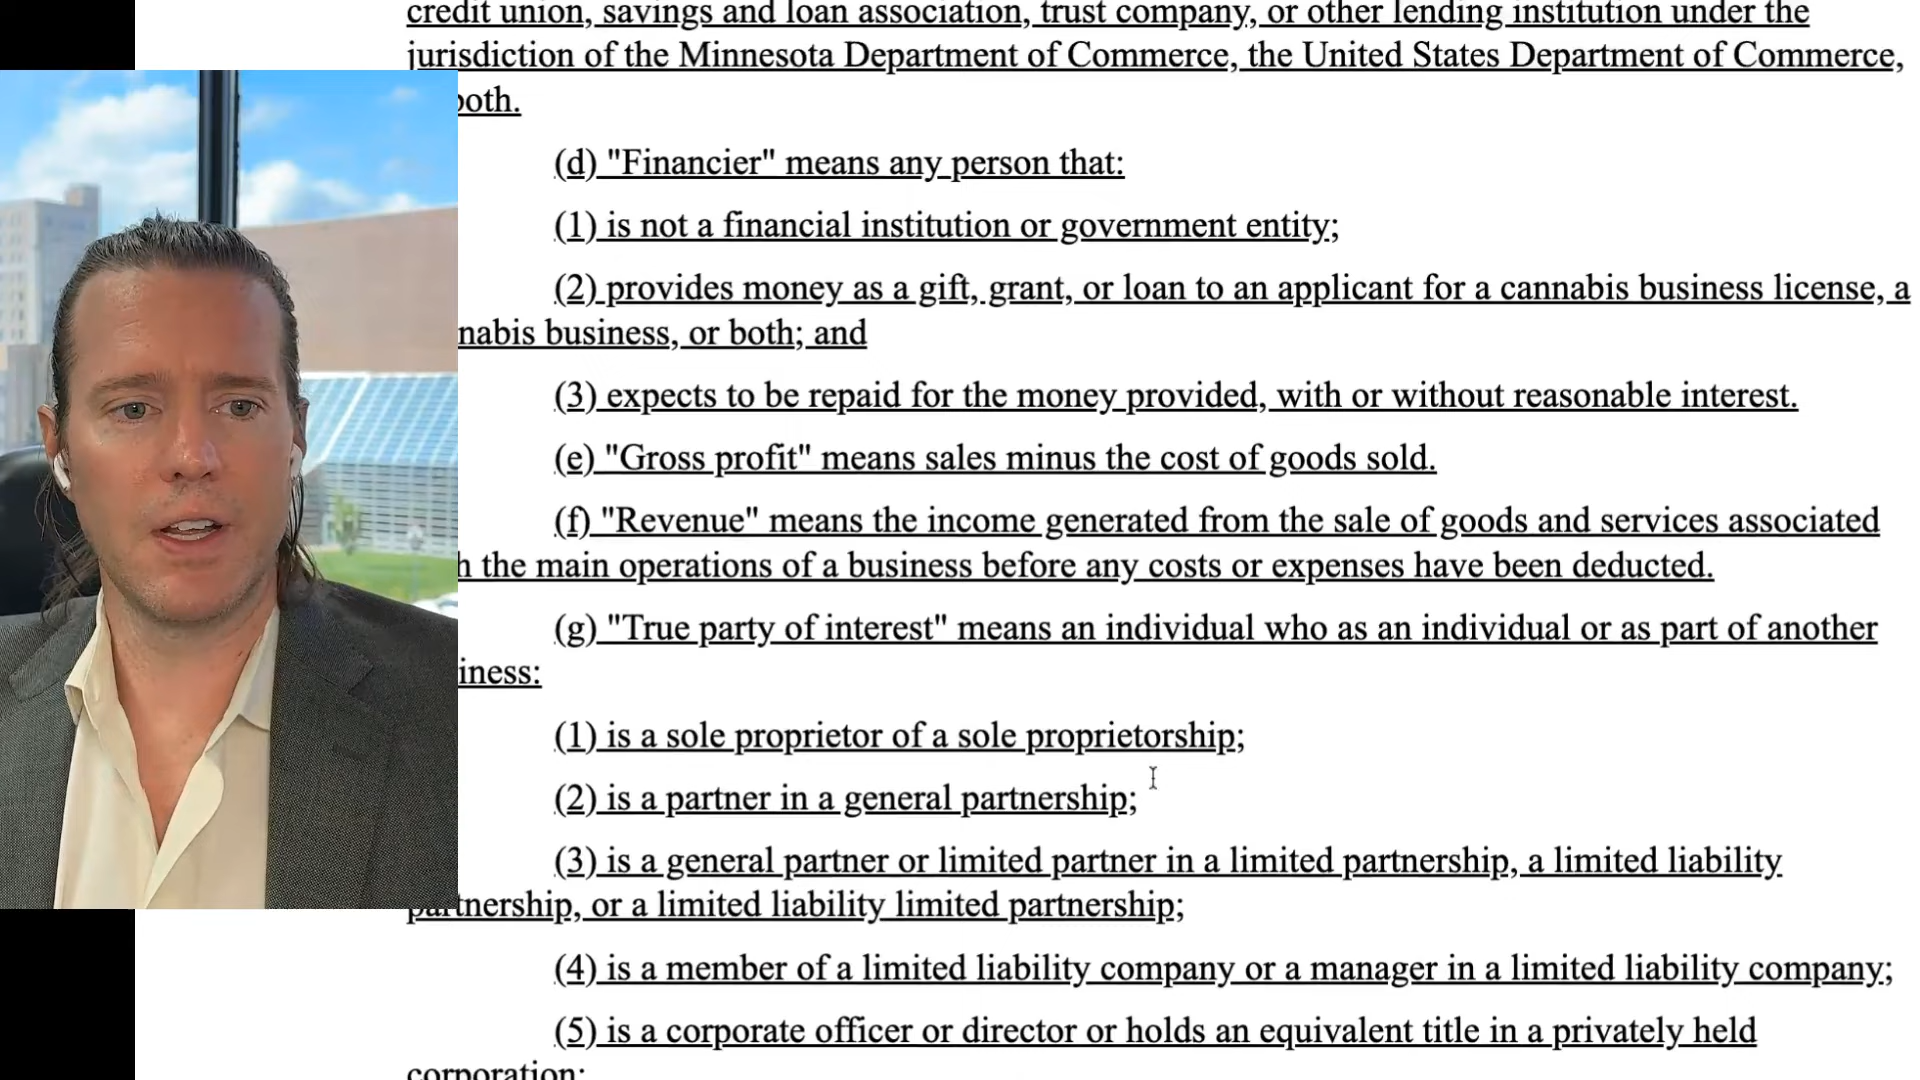 credit union, savings and loan association, trust company, or other lending institution under the
jurisdiction of the Minnesota Department of Commerce, the United States Department of Commerce,
both.
(d) "Financier" means any person that:
(1) is not a financial institution or government entity;
(2) provides money as a gift, grant, or loan to an applicant for a cannabis business license, a
nabis business, or both; and
(3) expects to be repaid for the money provided, with or without reasonable interest.
(e) "Gross profit" means sales minus the cost of goods sold.
(f) "Revenue" means the income generated from the sale of goods and services associated
h the main operations of a business before any costs or expenses have been deducted.
(g) "True party of interest" means an individual who as an individual or as part of another
iness:
(1) is a sole proprietor of a sole proprietorship;
(2) is a partner in a general partnership;
(3) is a general partner or limited partner in a limited partnership, a limited liability
partnership, or a limited liability limited partnership;
(4) is a member of a limited liability company or a manager in a limited liability company;
(5) is a corporate officer or director or holds an equivalent title in a privately held
corporation;